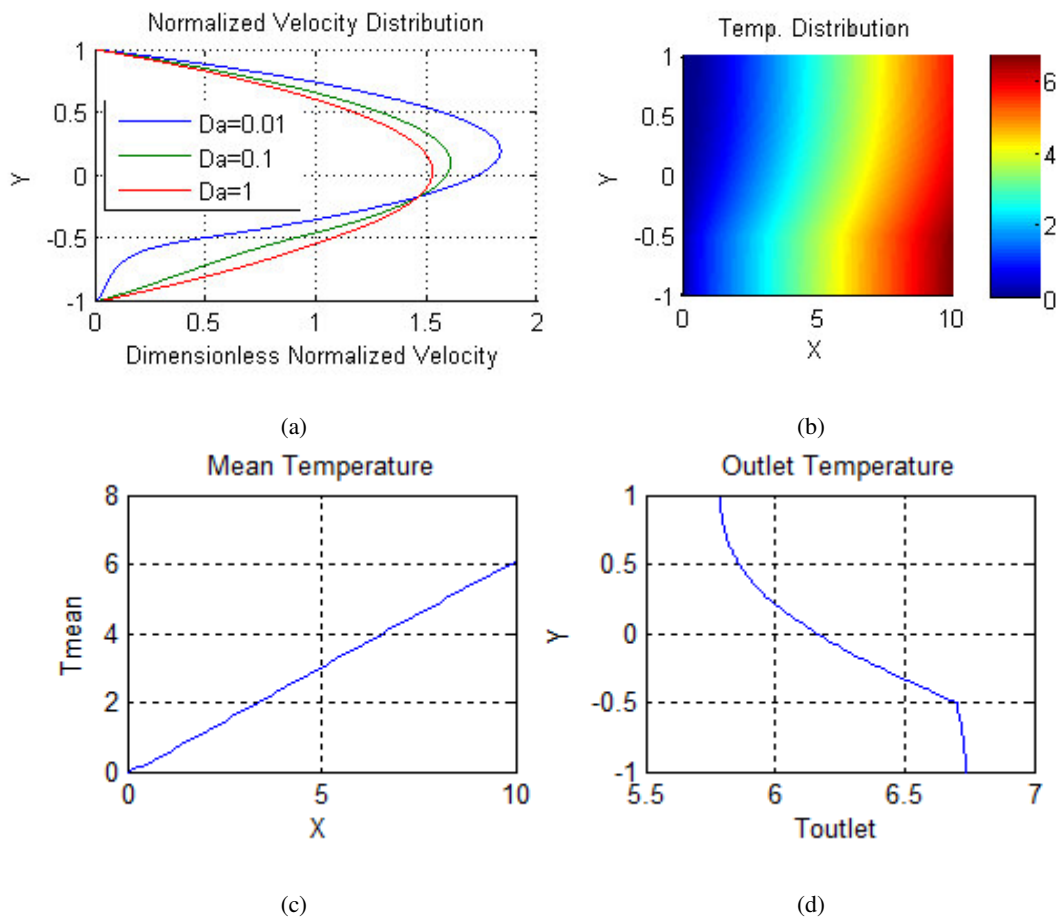 Normalized Velocity Distribution
1
0.5
0
-0.5
-1
Y
Da=0.01
Da=0.1
Da=1
0
0.5
1
1.5
2
Dimensionless Normalized Velocity
(a)
Temp. Distribution
1
0.5
0
-0.5
-1
Y
0
5
10
X
6
4
2
0
(b)
Mean Temperature
8
6
4
2
0
Tmean
0
5
10
X
(c)
Outlet Temperature
1
0.5
0
-0.5
-1
Y
5.5
6
6.5
7
Toutlet
(d)